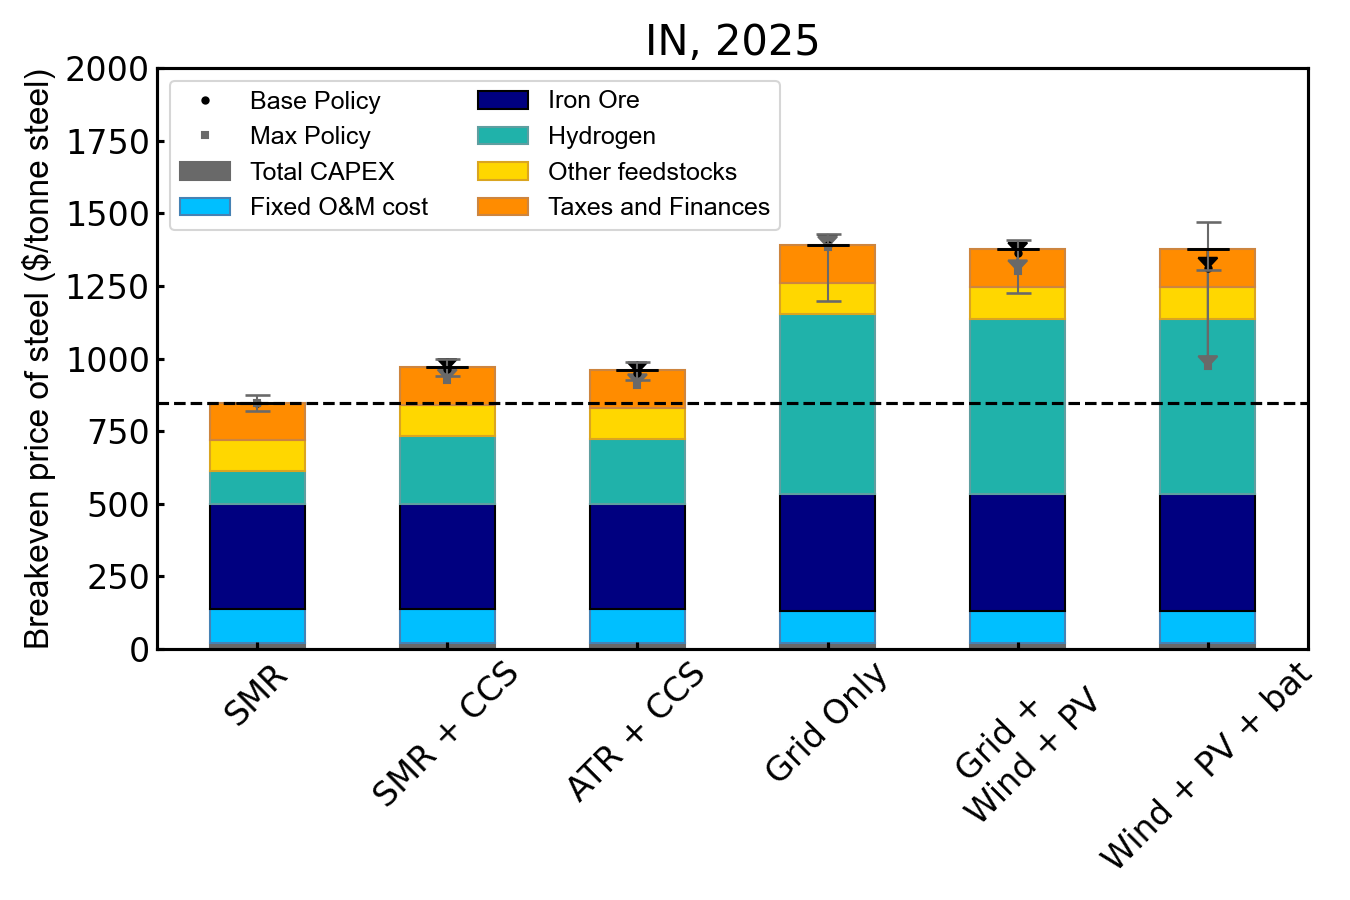 IN, 2025
Breakeven price of steel ($/tonne steel)
2000
1750
1500
1250
1000
750
500
250
0
Base Policy
Max Policy
Total CAPEX
Fixed O&M cost
Iron Ore
Hydrogen
Other feedstocks
Taxes and Finances
SMR
SMR + CCS
ATR + CCS
Grid Only
Grid +
Wind + PV
Wind + PV + bat